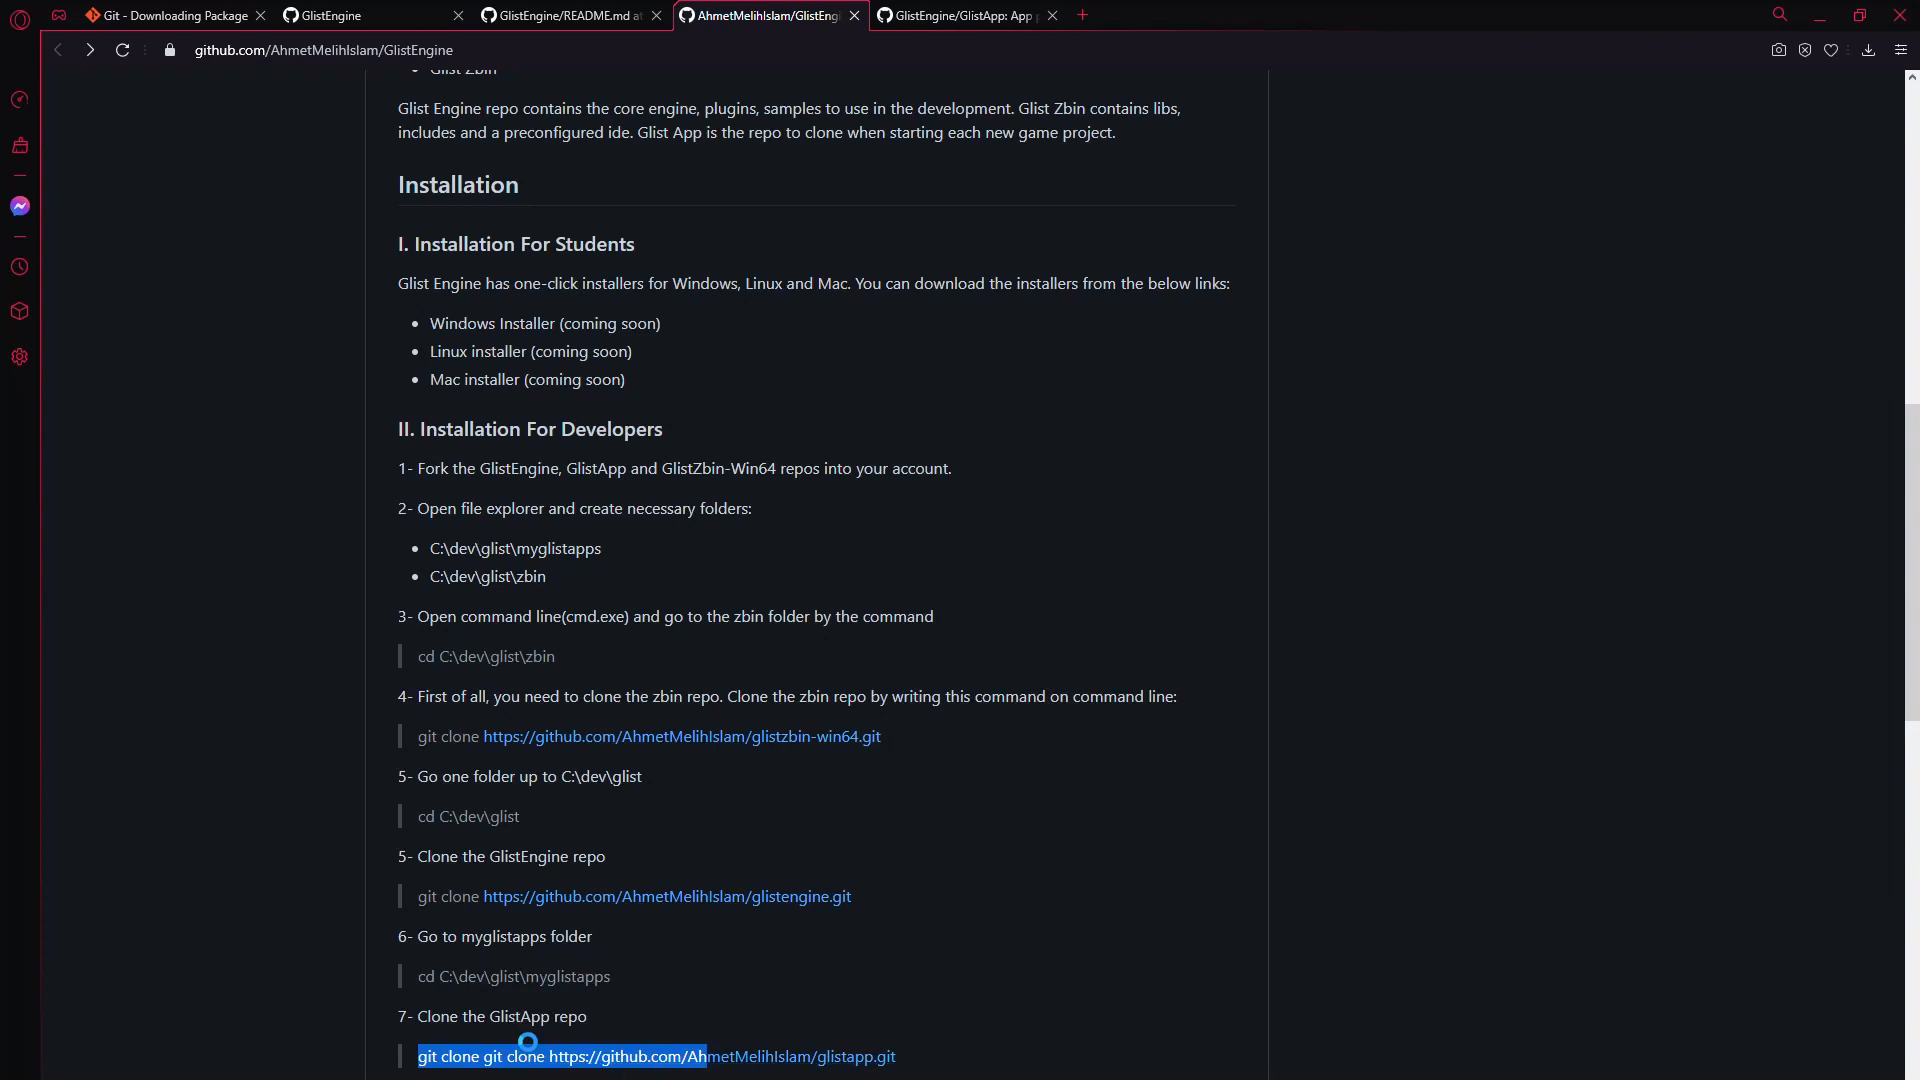 Git - Downloading Package
GlistEngine
GlistEngine/README.md at
AhmetMelihIslam/GlistEng
GlistEngine/GlistApp: App
github.com/AhmetMelihIslam/GlistEngine
Glist Zbin
Glist Engine repo contains the core engine, plugins, samples to use in the development. Glist Zbin contains libs,
includes and a preconfigured ide. Glist App is the repo to clone when starting each new game project.
Installation
I. Installation For Students
Glist Engine has one-click installers for Windows, Linux and Mac. You can download the installers from the below links:
Windows Installer (coming soon)
Linux installer (coming soon)
Mac installer (coming soon)
II. Installation For Developers
1- Fork the GlistEngine, GlistApp and GlistZbin-Win64 repos into your account.
2- Open file explorer and create necessary folders:
C:\dev\glist\myglistapps
C:\dev\glist\zbin
3- Open command line(cmd.exe) and go to the zbin folder by the command
cd C:\dev\glist\zbin
4- First of all, you need to clone the zbin repo. Clone the zbin repo by writing this command on command line:
git clone https://github.com/AhmetMelihIslam/glistzbin-win64.git
5- Go one folder up to C:\dev\glist
cd C:\dev\glist
5- Clone the GlistEngine repo
git clone https://github.com/AhmetMelihIslam/glistengine.git
6- Go to myglistapps folder
cd C:\dev\glist\myglistapps
7- Clone the GlistApp repo
git clone git clone https://github.com/AhmetMelihIslam/glistapp.git